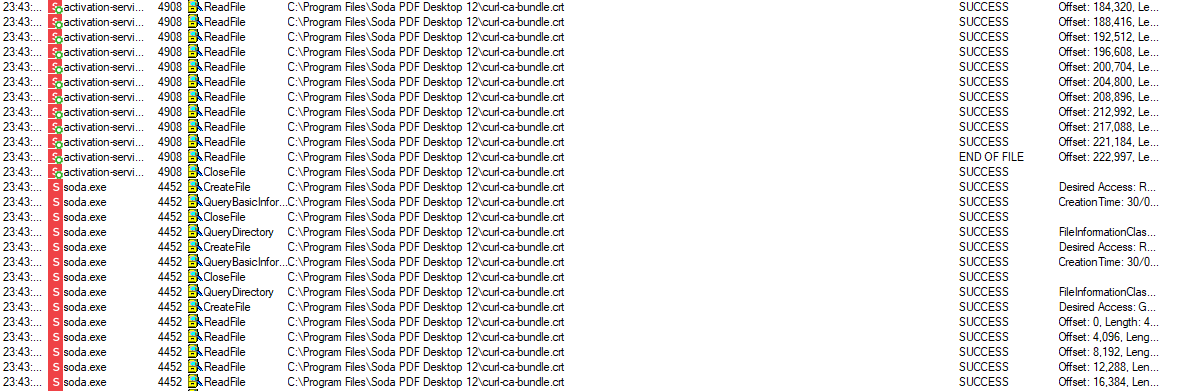 23:43:... activation-servi... 4908 ReadFile C:\Program Files\Soda PDF Desktop 12\curl-ca-bundle.crt SUCCESS Offset: 184,320, Le...
23:43:... activation-servi... 4908 ReadFile C:\Program Files\Soda PDF Desktop 12\curl-ca-bundle.crt SUCCESS Offset: 188,416, Le...
23:43:... activation-servi... 4908 ReadFile C:\Program Files\Soda PDF Desktop 12\curl-ca-bundle.crt SUCCESS Offset: 192,512, Le...
23:43:... activation-servi... 4908 ReadFile C:\Program Files\Soda PDF Desktop 12\curl-ca-bundle.crt SUCCESS Offset: 196,608, Le...
23:43:... activation-servi... 4908 ReadFile C:\Program Files\Soda PDF Desktop 12\curl-ca-bundle.crt SUCCESS Offset: 200,704, Le...
23:43:... activation-servi... 4908 ReadFile C:\Program Files\Soda PDF Desktop 12\curl-ca-bundle.crt SUCCESS Offset: 204,800, Le...
23:43:... activation-servi... 4908 ReadFile C:\Program Files\Soda PDF Desktop 12\curl-ca-bundle.crt SUCCESS Offset: 208,896, Le...
23:43:... activation-servi... 4908 ReadFile C:\Program Files\Soda PDF Desktop 12\curl-ca-bundle.crt SUCCESS Offset: 212,992, Le...
23:43:... activation-servi... 4908 ReadFile C:\Program Files\Soda PDF Desktop 12\curl-ca-bundle.crt SUCCESS Offset: 217,088, Le...
23:43:... activation-servi... 4908 ReadFile C:\Program Files\Soda PDF Desktop 12\curl-ca-bundle.crt SUCCESS Offset: 221,184, Le...
23:43:... activation-servi... 4908 ReadFile C:\Program Files\Soda PDF Desktop 12\curl-ca-bundle.crt END OF FILE Offset: 222,997, Le...
23:43:... activation-servi... 4908 CloseFile C:\Program Files\Soda PDF Desktop 12\curl-ca-bundle.crt SUCCESS
23:43:... S soda.exe 4452 CreateFile C:\Program Files\Soda PDF Desktop 12\curl-ca-bundle.crt SUCCESS Desired Access: R...
23:43:... S soda.exe 4452 QueryBasicInfor... C:\Program Files\Soda PDF Desktop 12\curl-ca-bundle.crt SUCCESS CreationTime: 30/0...
23:43:... S soda.exe 4452 CloseFile C:\Program Files\Soda PDF Desktop 12\curl-ca-bundle.crt SUCCESS
23:43:... S soda.exe 4452 QueryDirectory C:\Program Files\Soda PDF Desktop 12\curl-ca-bundle.crt SUCCESS FileInformationClas...
23:43:... S soda.exe 4452 CreateFile C:\Program Files\Soda PDF Desktop 12\curl-ca-bundle.crt SUCCESS Desired Access: R...
23:43:... S soda.exe 4452 QueryBasicInfor... C:\Program Files\Soda PDF Desktop 12\curl-ca-bundle.crt SUCCESS CreationTime: 30/0...
23:43:... S soda.exe 4452 CloseFile C:\Program Files\Soda PDF Desktop 12\curl-ca-bundle.crt SUCCESS
23:43:... S soda.exe 4452 QueryDirectory C:\Program Files\Soda PDF Desktop 12\curl-ca-bundle.crt SUCCESS FileInformationClas...
23:43:... S soda.exe 4452 CreateFile C:\Program Files\Soda PDF Desktop 12\curl-ca-bundle.crt SUCCESS Desired Access: G...
23:43:... S soda.exe 4452 ReadFile C:\Program Files\Soda PDF Desktop 12\curl-ca-bundle.crt SUCCESS Offset: 0, Length: 4...
23:43:... S soda.exe 4452 ReadFile C:\Program Files\Soda PDF Desktop 12\curl-ca-bundle.crt SUCCESS Offset: 4,096, Leng...
23:43:... S soda.exe 4452 ReadFile C:\Program Files\Soda PDF Desktop 12\curl-ca-bundle.crt SUCCESS Offset: 8,192, Leng...
23:43:... S soda.exe 4452 ReadFile C:\Program Files\Soda PDF Desktop 12\curl-ca-bundle.crt SUCCESS Offset: 12,288, Len...
23:43:... S soda.exe 4452 ReadFile C:\Program Files\Soda PDF Desktop 12\curl-ca-bundle.crt SUCCESS Offset: 16,384, Len...